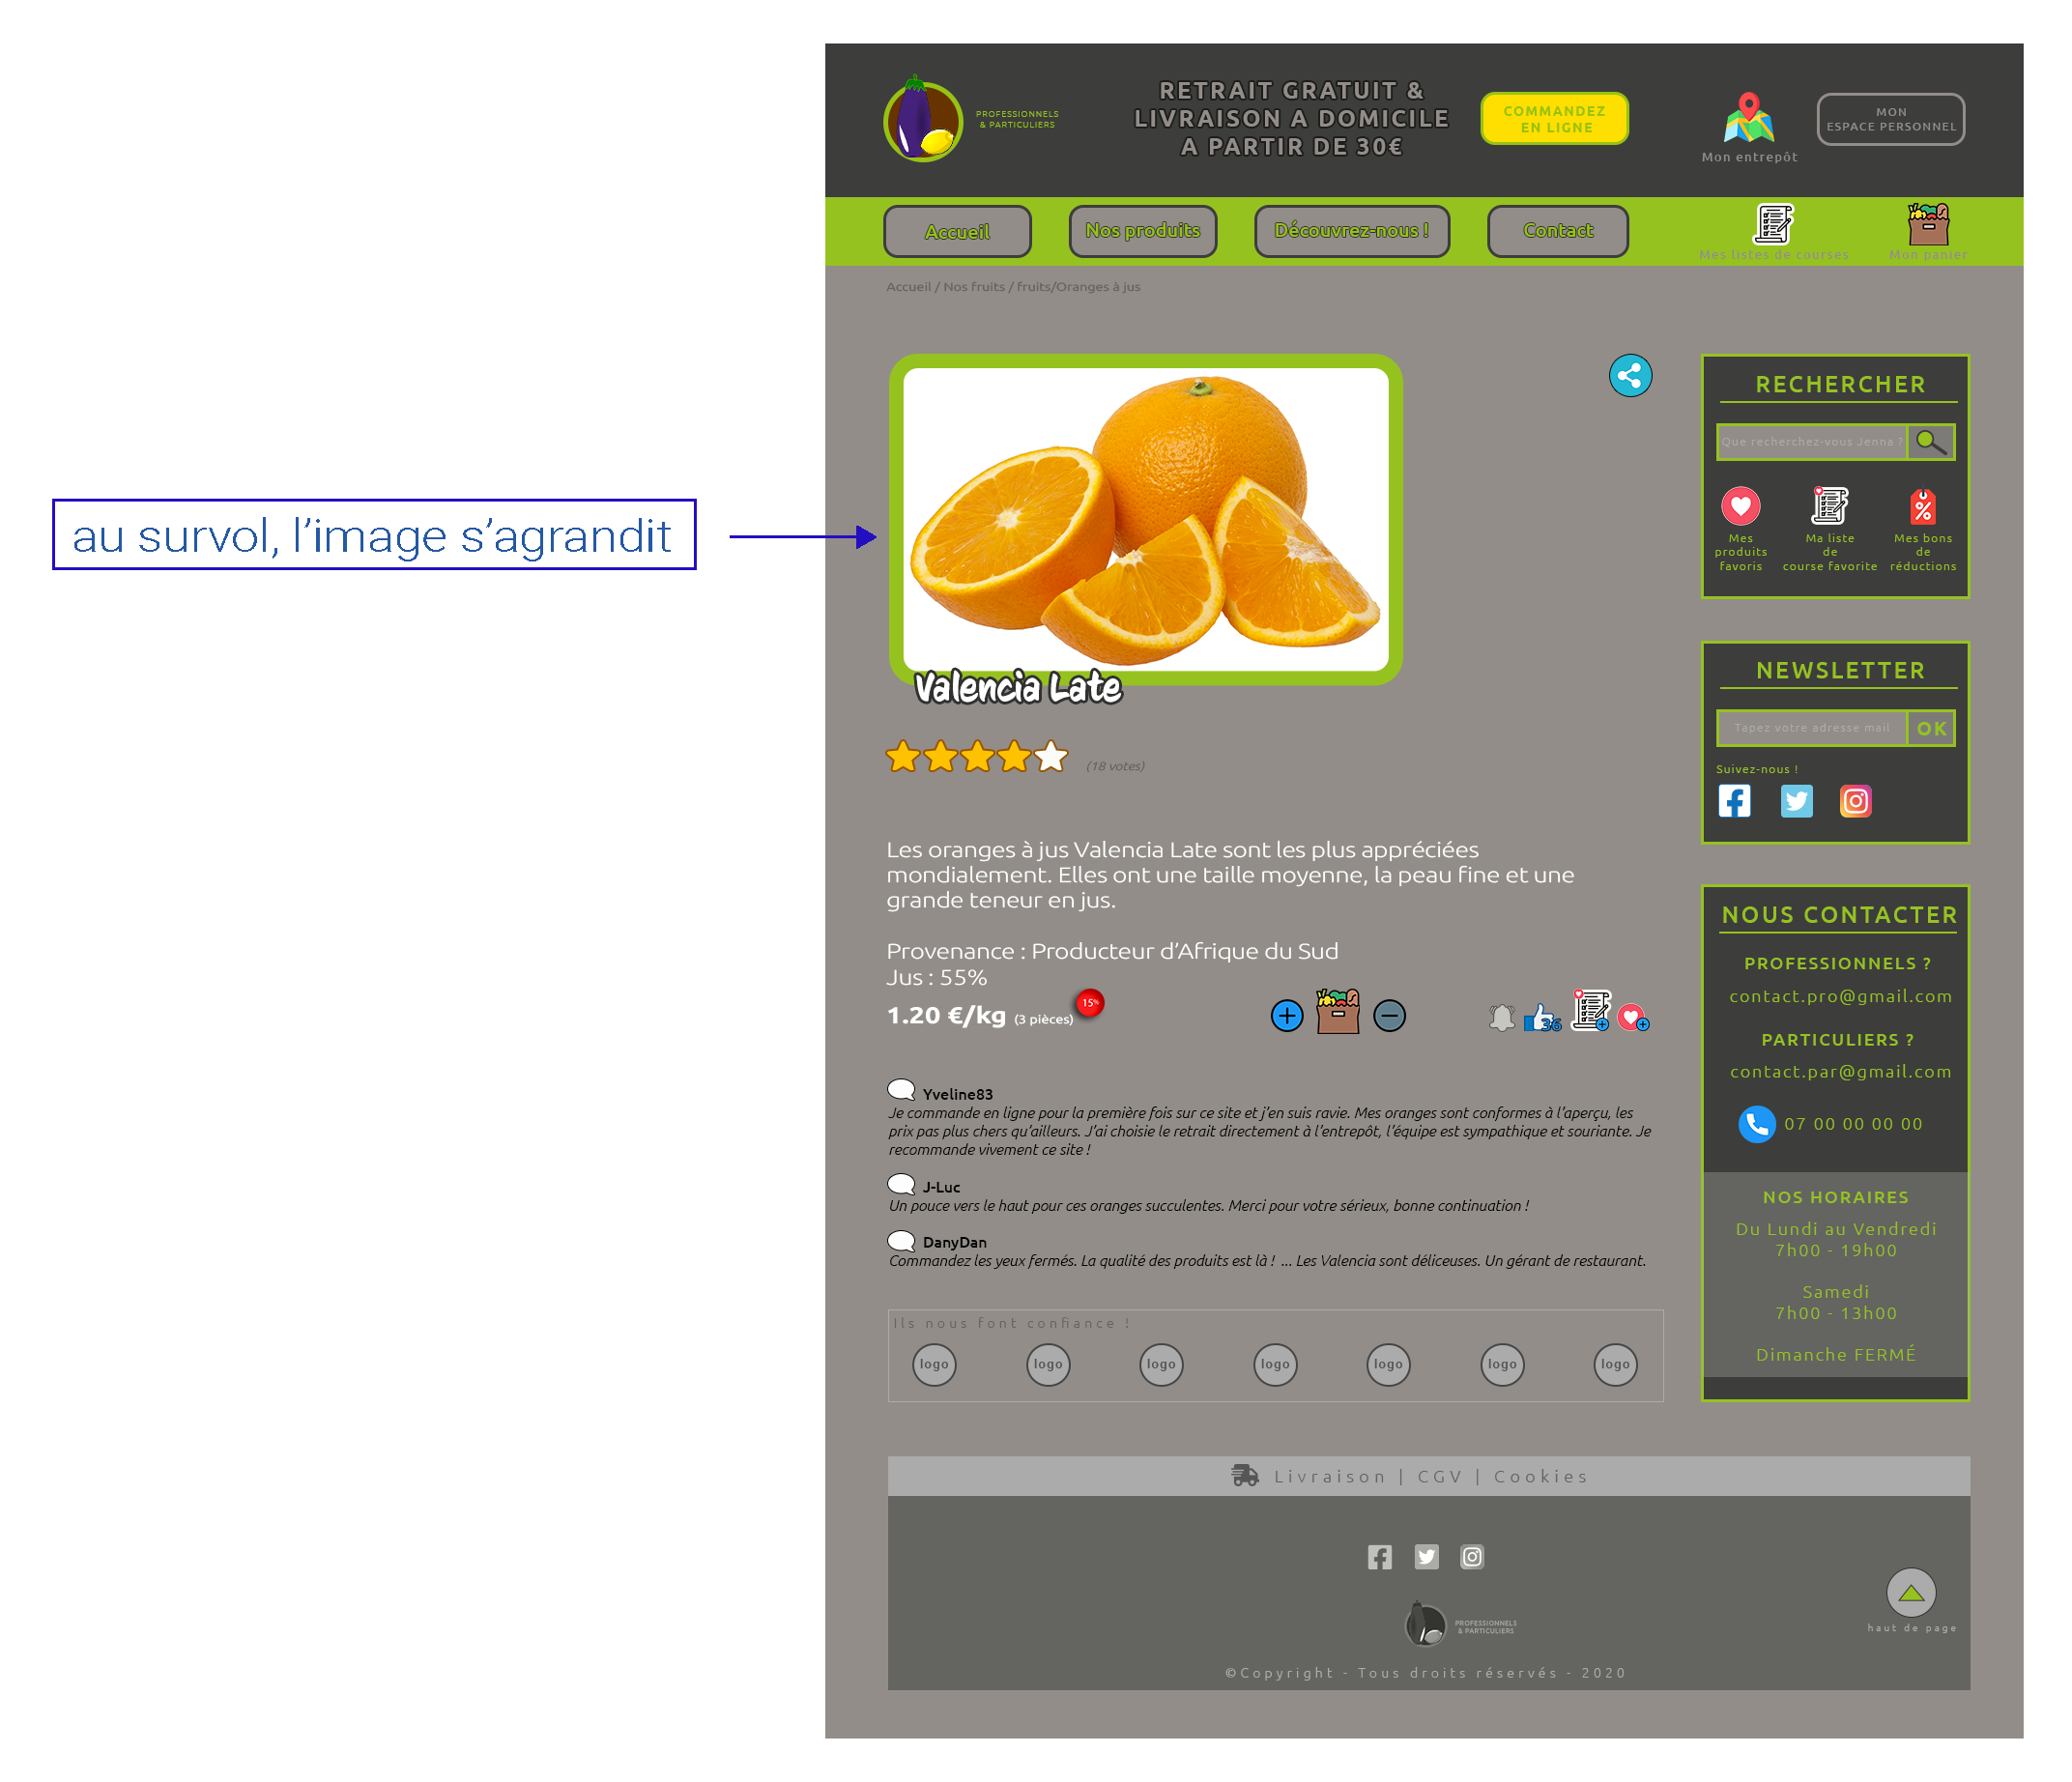 PROFESSIONNELS
& PARTICULIERS
RETRAIT GRATUIT &
LIVRAISON A DOMICILE
A PARTIR DE 30€
COMMANDEZ
EN LIGNE
Mon entrepôt
MON
ESPACE PERSONNEL
Accueil
Nos produits
Découvrez-nous !
Contact
Mes listes de courses
Mon panier
Accueil / Nos fruits / fruits/Oranges à jus
au survol, l’image s’agrandit
Valencia Late
(18 votes)
Les oranges à jus Valencia Late sont les plus appréciées
mondialement. Elles ont une taille moyenne, la peau fine et une
grande teneur en jus.
Provenance : Producteur d’Afrique du Sud
Jus : 55%
1.20 €/kg (3 pièces)
15%
36
Yveline83
Je commande en ligne pour la première fois sur ce site et j’en suis ravie. Mes oranges sont conformes à l’aperçu, les
prix pas plus chers qu’ailleurs. J’ai choisie le retrait directement à l’entrepôt, l’équipe est sympathique et souriante. Je
recommande vivement ce site !
J-Luc
Un pouce vers le haut pour ces oranges succulentes. Merci pour votre sérieux, bonne continuation !
DanyDan
Commandez les yeux fermés. La qualité des produits est là ! ... Les Valencia sont déliceuses. Un gérant de restaurant.
Ils nous font confiance !
logo
logo
logo
logo
logo
logo
logo
RECHERCHER
Que recherchez-vous Jenna ?
Mes
produits
favoris
Ma liste
de
course favorite
Mes bons
de
réductions
NEWSLETTER
Tapez votre adresse mail
OK
Suivez-nous !
NOUS CONTACTER
PROFESSIONNELS ?
contact.pro@gmail.com
PARTICULIERS ?
contact.par@gmail.com
07 00 00 00 00
NOS HORAIRES
Du Lundi au Vendredi
7h00 - 19h00
Samedi
7h00 - 13h00
Dimanche FERMÉ
Livraison | CGV | Cookies
PROFESSIONNELS
& PARTICULIERS
haut de page
©Copyright - Tous droits réservés - 2020